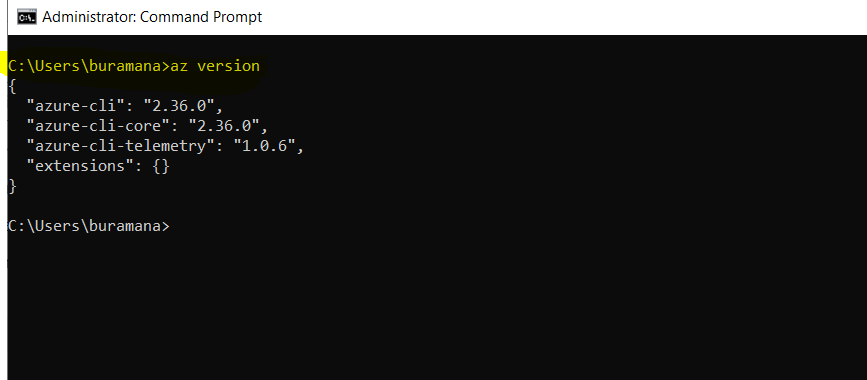 Administrator: Command Prompt
C:\Users\buramana>az version
{
  "azure-cli": "2.36.0",
  "azure-cli-core": "2.36.0",
  "azure-cli-telemetry": "1.0.6",
  "extensions": {}
}
C:\Users\buramana>